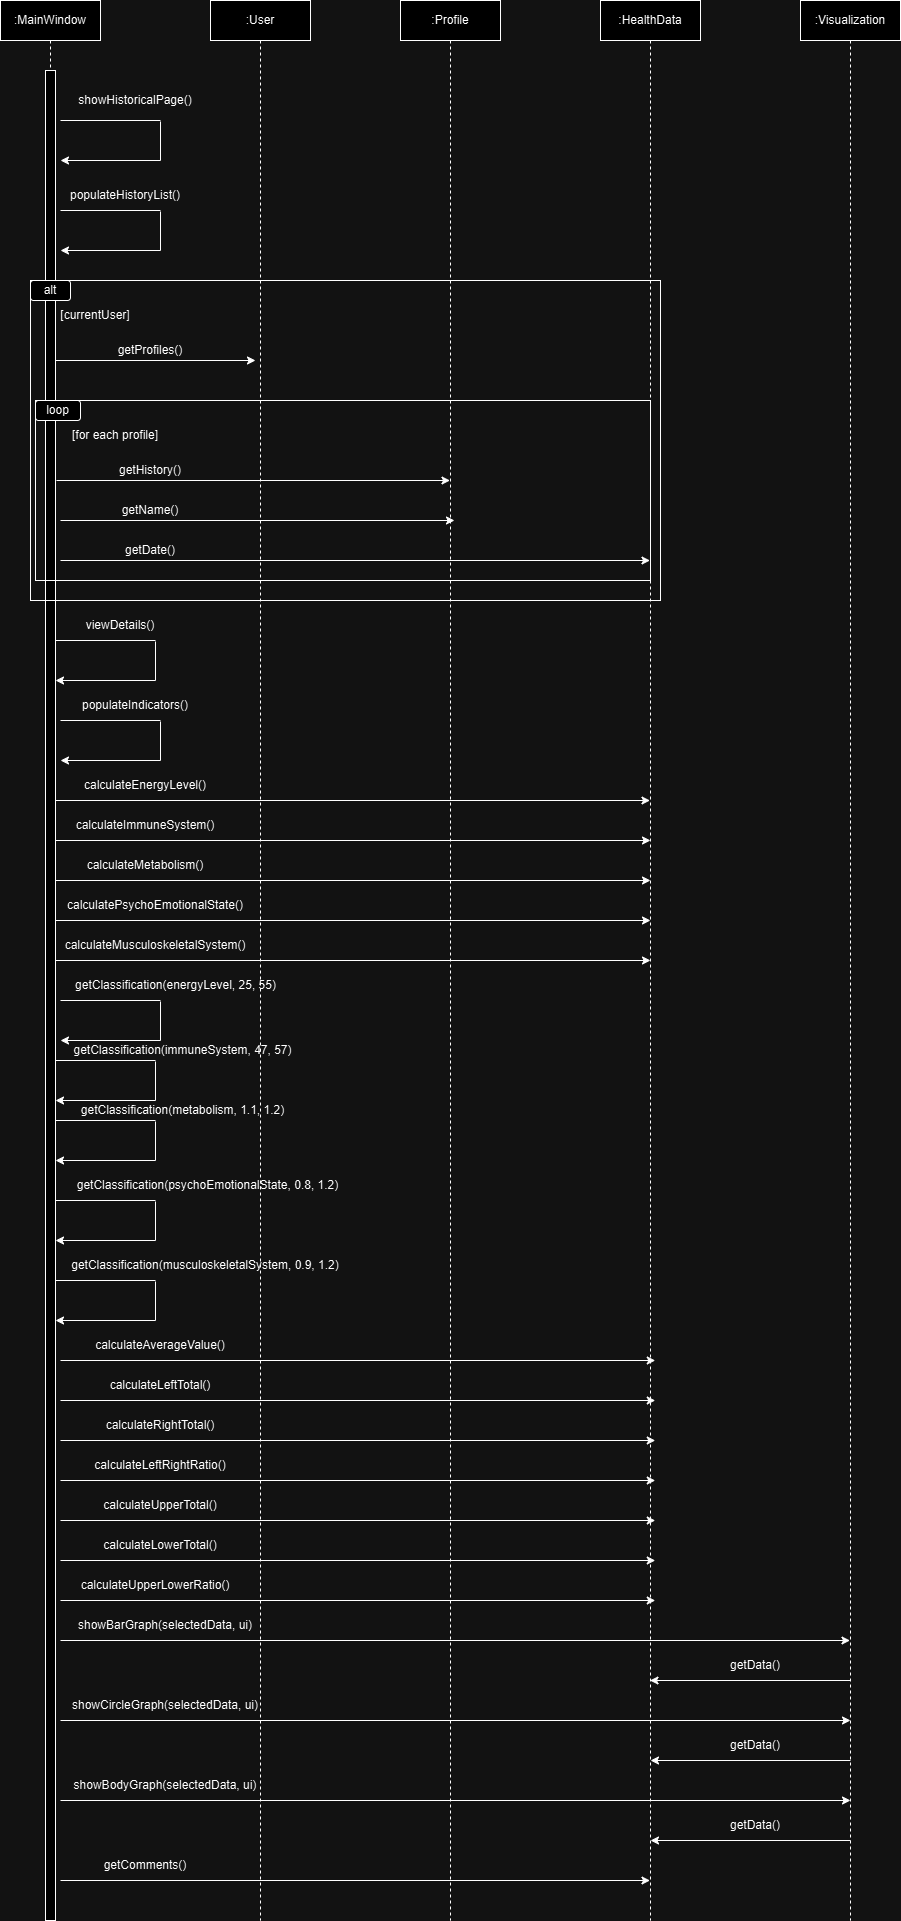 :MainWindow
:User
:Profile
:HealthData
:Visualization
showHistoricalPage()
populateHistoryList()
alt
[currentUser]
getProfiles()
loop
[for each profile]
getHistory()
getName()
getDate()
viewDetails()
populateIndicators()
calculateEnergyLevel()
calculateImmuneSystem()
calculateMetabolism()
calculatePsychoEmotionalState()
calculateMusculoskeletalSystem()
getClassification(energyLevel, 25, 55)
getClassification(immuneSystem, 47, 57)
getClassification(metabolism, 1.1, 1.2)
getClassification(psychoEmotionalState, 0.8, 1.2)
getClassification(musculoskeletalSystem, 0.9, 1.2)
calculateAverageValue()
calculateLeftTotal()
calculateRightTotal()
calculateLeftRightRatio()
calculateUpperTotal()
calculateLowerTotal()
calculateUpperLowerRatio()
showBarGraph(selectedData, ui)
getData()
showCircleGraph(selectedData, ui)
getData()
showBodyGraph(selectedData, ui)
getData()
getComments()